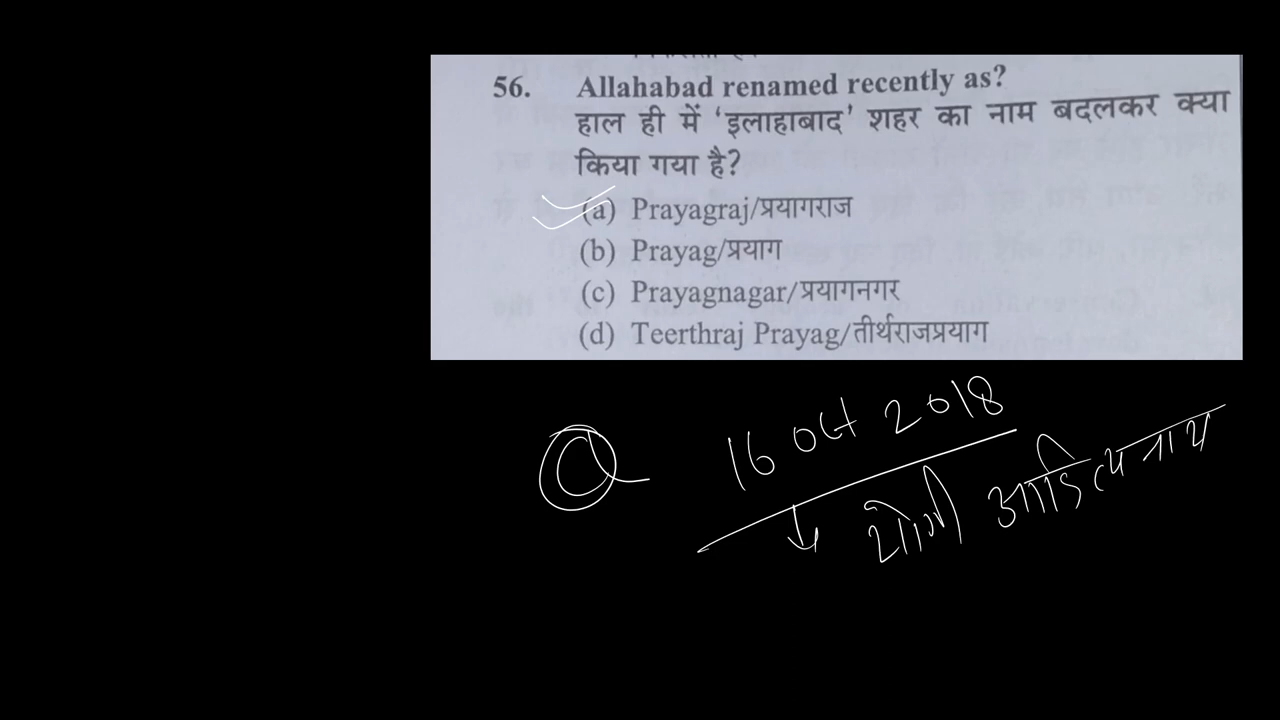 56. Allahabad renamed recently as?
हाल ही में 'इलाहाबाद' शहर का नाम बदलकर क्या
किया गया है?
(a) Prayagraj/प्रयागराज
(b) Prayag/प्रयाग
(c) Prayagnagar/प्रयागनगर
(d) Teerthraj Prayag/तीर्थराजप्रयाग
a 16 Oct 2018
योगी आदित्यनाथ